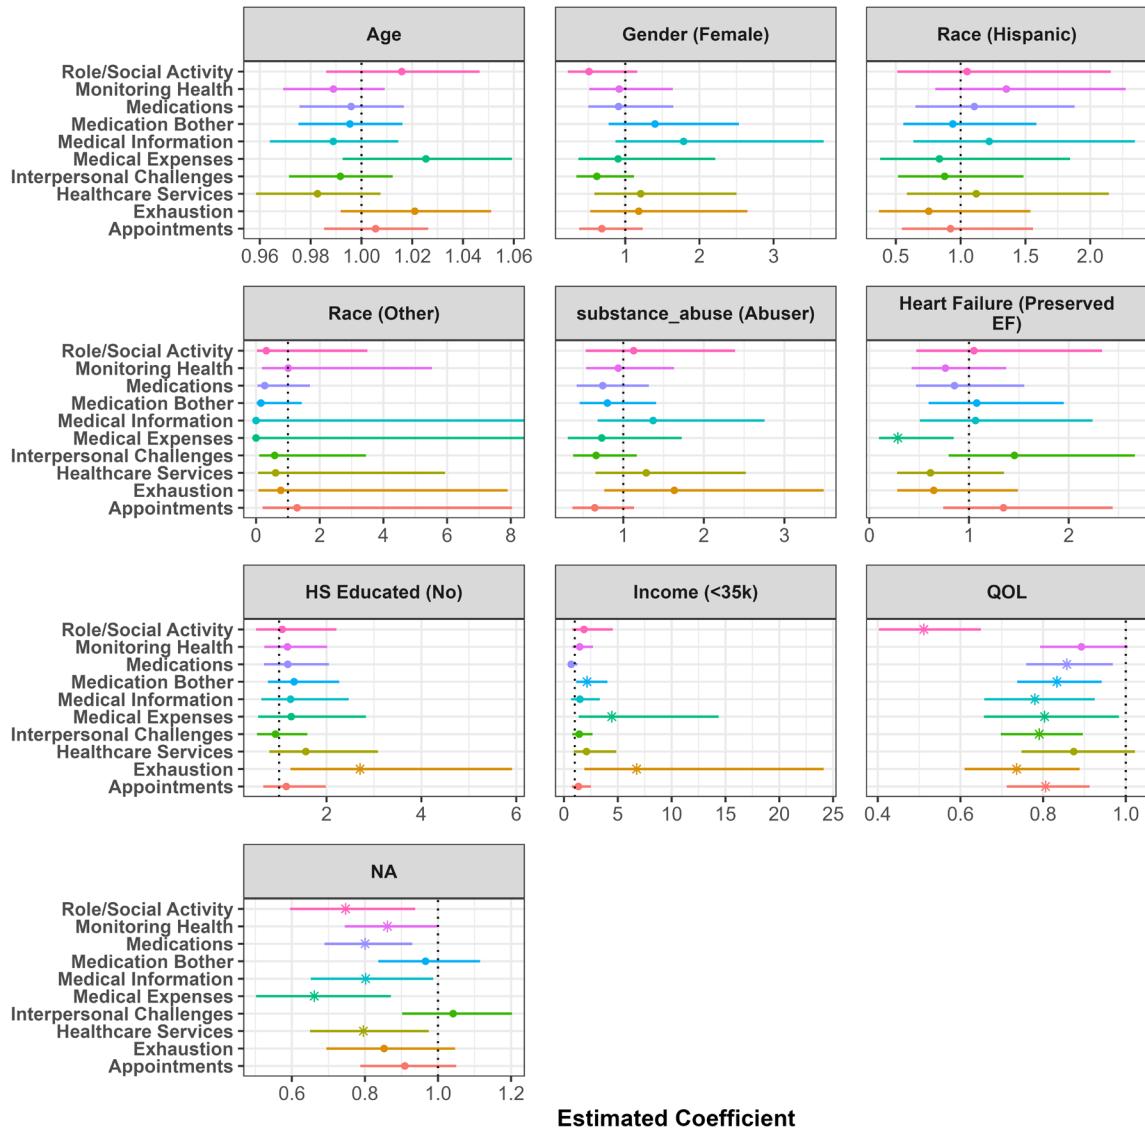 Age
Gender (Female)
Race (Hispanic)
Role/Social Activity
Monitoring Health
Medications
Medication Bother
Medical Information
Medical Expenses
Interpersonal Challenges
Healthcare Services
Exhaustion
Appointments
0.96 0.98 1.00 1.02 1.04 1.06
1 2 3
0.5 1.0 1.5 2.0
Race (Other)
substance_abuse (Abuser)
Heart Failure (Preserved
EF)
Role/Social Activity
Monitoring Health
Medications
Medication Bother
Medical Information
Medical Expenses
Interpersonal Challenges
Healthcare Services
Exhaustion
Appointments
0 2 4 6 8
1 2 3
0 1 2
HS Educated (No)
Income (<35k)
QOL
Role/Social Activity
Monitoring Health
Medications
Medication Bother
Medical Information
Medical Expenses
Interpersonal Challenges
Healthcare Services
Exhaustion
Appointments
2 4 6
0 5 10 15 20 25
0.4 0.6 0.8 1.0
NA
Role/Social Activity
Monitoring Health
Medications
Medication Bother
Medical Information
Medical Expenses
Interpersonal Challenges
Healthcare Services
Exhaustion
Appointments
0.6 0.8 1.0 1.2
Estimated Coefficient